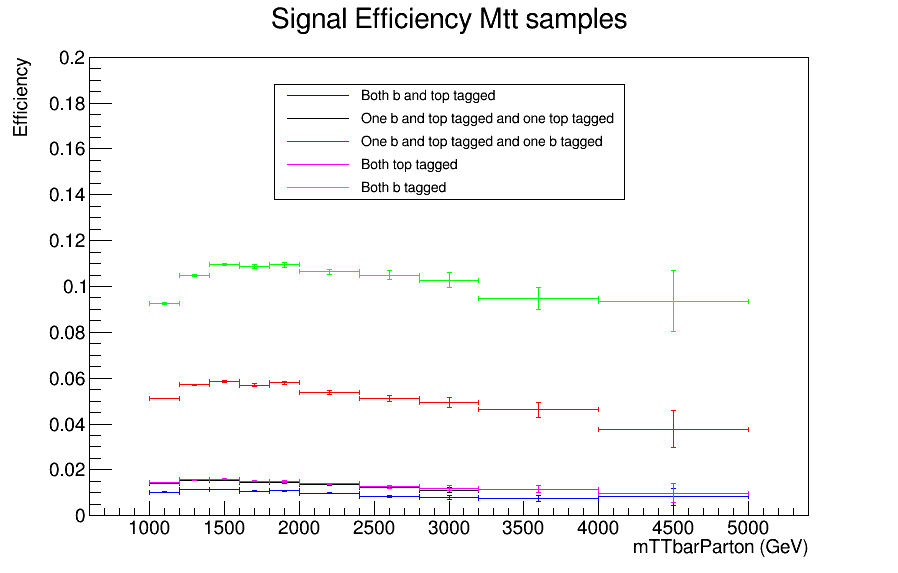 Signal Efficiency Mtt samples
Efficiency
0.2
0.18
0.16
0.14
0.12
0.1
0.08
0.06
0.04
0.02
0
Both b and top tagged
One b and top tagged and one top tagged
One b and top tagged and one b tagged
Both top tagged
Both b tagged
1000 1500 2000 2500 3000 3500 4000 4500 5000
mTTbarParton (GeV)